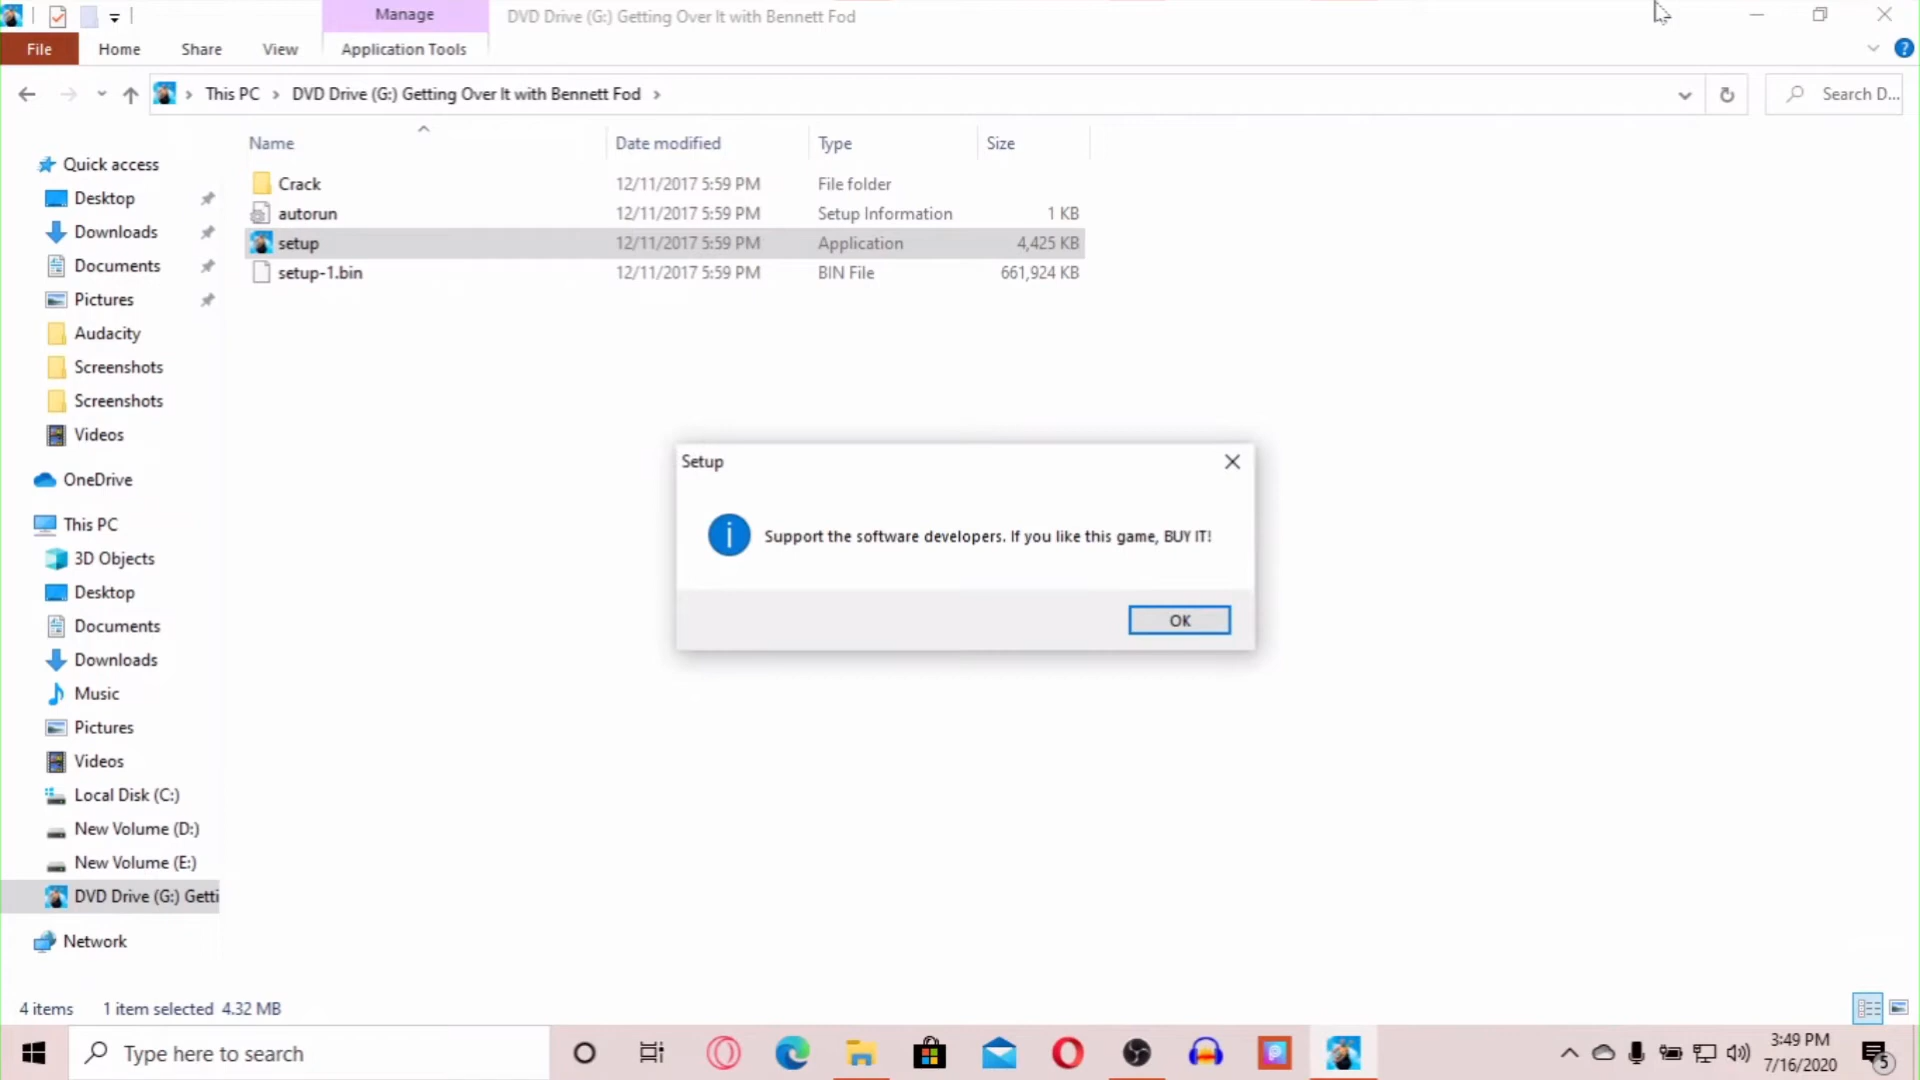 Manage
DVD Drive (G:) Getting Over It with Bennett Fod
File
Home
Share
View
Application Tools
This PC
DVD Drive (G:) Getting Over It with Bennett Fod
Search D...
Name
Date modified
Type
Size
Crack 12/11/2017 5:59 PM File folder
autorun 12/11/2017 5:59 PM Setup Information 1 KB
setup 12/11/2017 5:59 PM Application 4,425 KB
setup-1.bin 12/11/2017 5:59 PM BIN File 661,924 KB
Quick access
Desktop
Downloads
Documents
Pictures
Audacity
Screenshots
Screenshots
Videos
OneDrive
This PC
3D Objects
Desktop
Documents
Downloads
Music
Pictures
Videos
Local Disk (C:)
New Volume (D:)
New Volume (E:)
DVD Drive (G:) Getti
Network
Setup
Support the software developers. If you like this game, BUY IT!
OK
4 items 1 item selected 4.32 MB
Type here to search
3:49 PM
7/16/2020
5